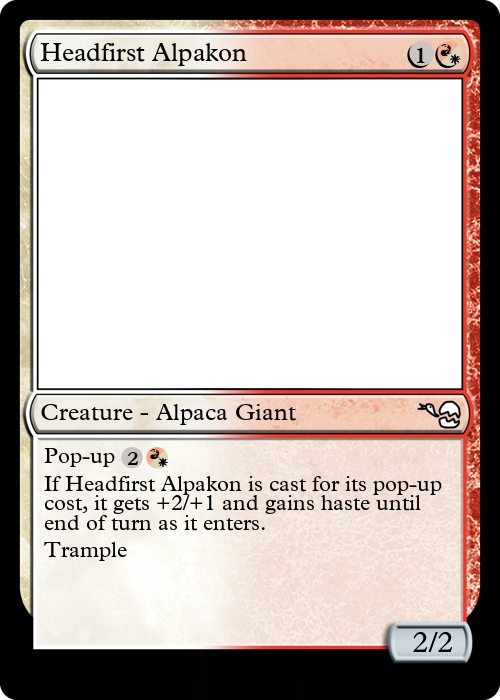 Headfirst Alpakon 1
Creature - Alpaca Giant
Pop-up 2
If Headfirst Alpakon is cast for its pop-up
cost, it gets +2/+1 and gains haste until
end of turn as it enters.
Trample
2/2